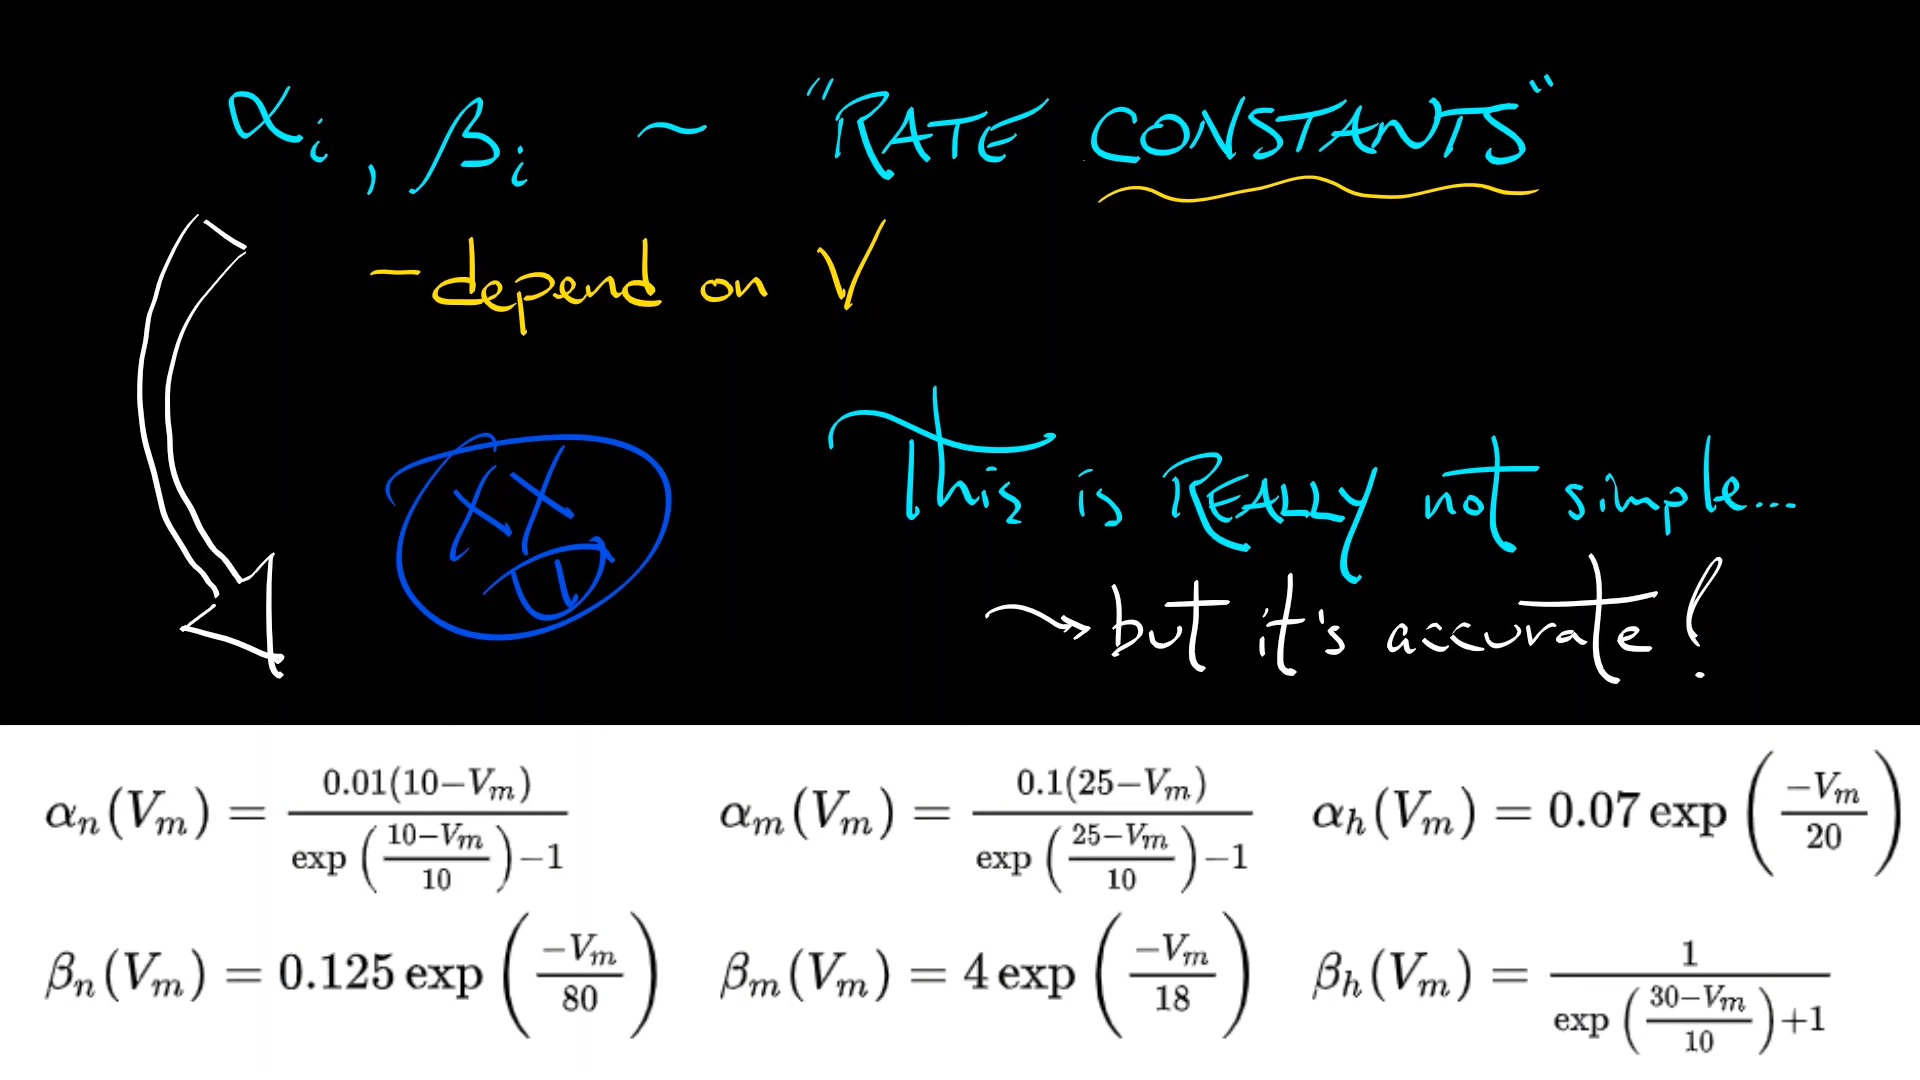 αi, βi ~ "RATE CONSTANTS"
- depend on V
This is REALLY not simple...
but it's accurate!
αn(Vm) = 0.01(10−Vm) / (exp((10−Vm)/10)−1)
αm(Vm) = 0.1(25−Vm) / (exp((25−Vm)/10)−1)
αh(Vm) = 0.07 exp(−Vm/20)
βn(Vm) = 0.125 exp(−Vm/80)
βm(Vm) = 4 exp(−Vm/18)
βh(Vm) = 1 / (exp((30−Vm)/10)+1)